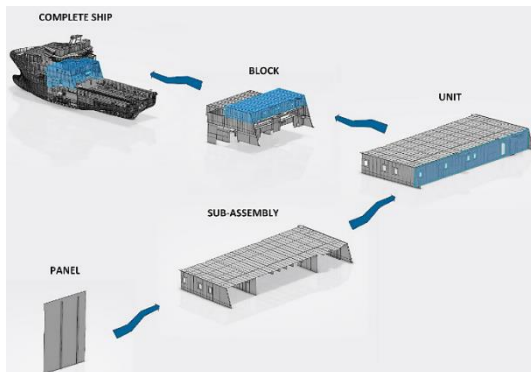 COMPLETE SHIP
BLOCK
UNIT
SUB-ASSEMBLY
PANEL